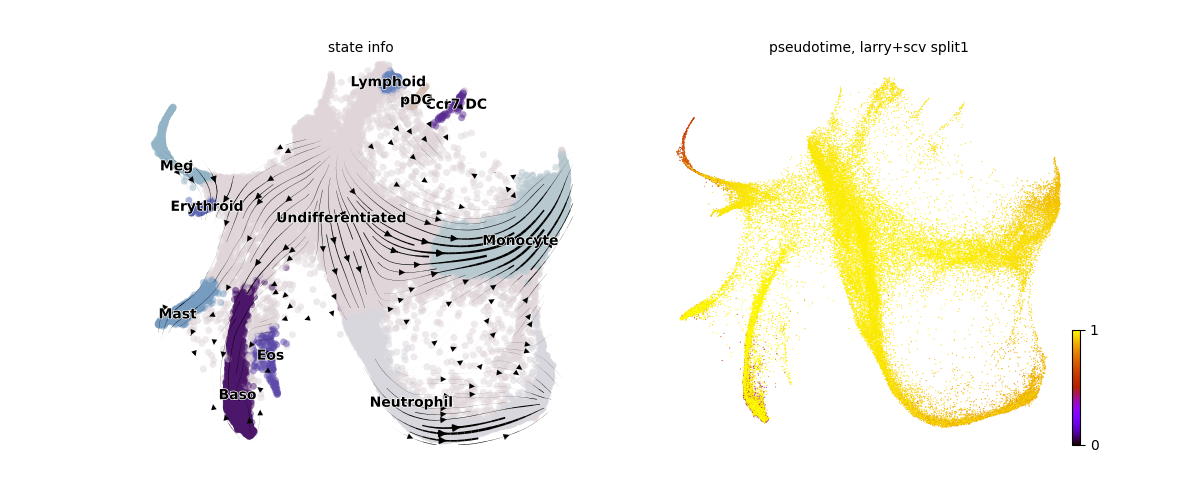 state info
pseudotime, larry+scv split1
Lymphoid
pDC
Ccr7 DC
Meg
Erythroid
Undifferentiated
Monocyte
Mast
Eos
Baso
Neutrophil
1
0